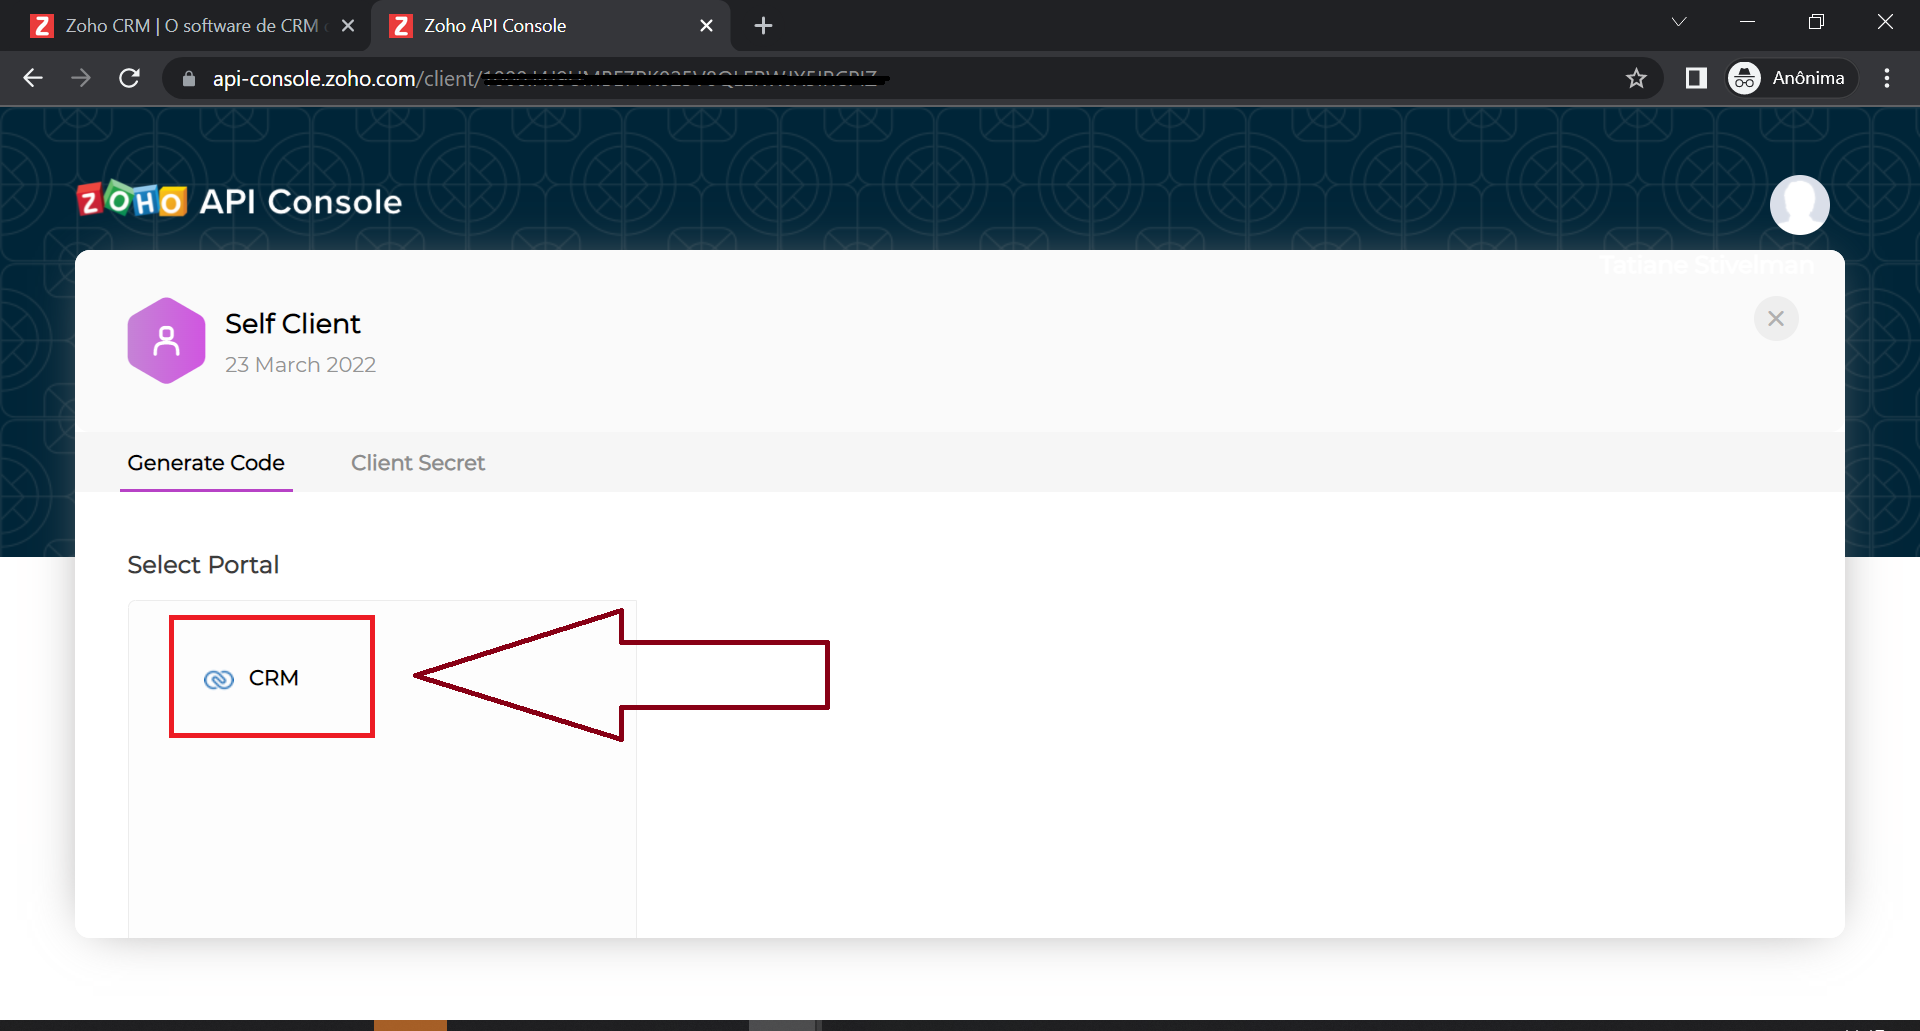 Zoho CRM | O software de CRM
Zoho API Console
api-console.zoho.com/client/
Anônima
ZOHO API Console
Tatiane Stivelman
Self Client
23 March 2022
Generate Code
Client Secret
Select Portal
CRM